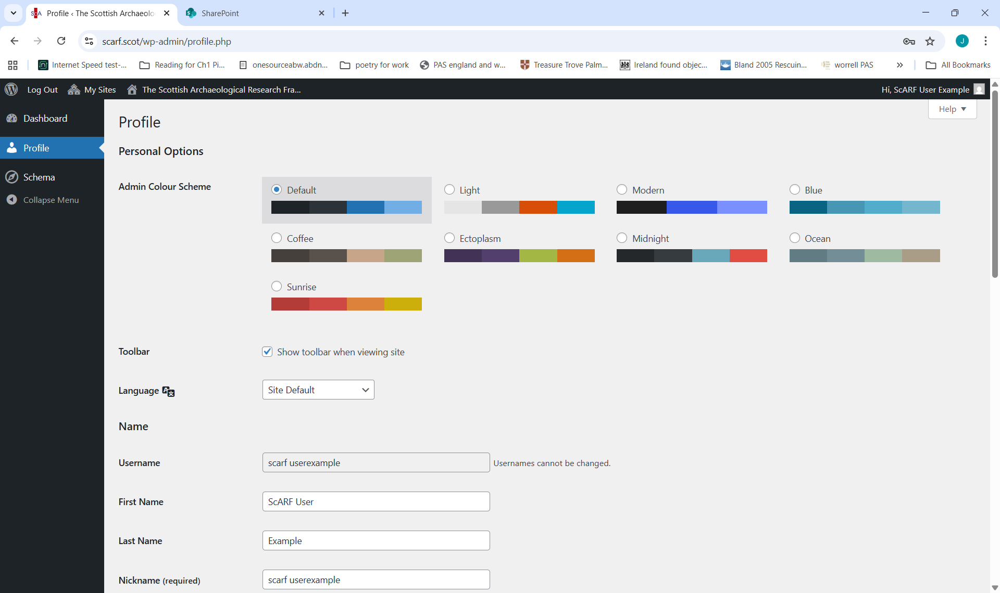 Profile ‹ The Scottish Archaeolo
SharePoint
scarf.scot/wp-admin/profile.php
J
Internet Speed test-...
Reading for Ch1 Pi...
onesourceabw.abdn...
poetry for work
PAS england and w...
Treasure Trove Palm...
Ireland found objec...
Bland 2005 Rescuin...
worrell PAS
All Bookmarks
Log Out
My Sites
The Scottish Archaeological Research Fra...
Hi, ScARF User Example
Dashboard
Profile
Schema
Collapse Menu
Help
Profile
Personal Options
Admin Colour Scheme
Default
Light
Modern
Blue
Coffee
Ectoplasm
Midnight
Ocean
Sunrise
Toolbar
Show toolbar when viewing site
Language
Site Default
Name
Username
scarf userexample
Usernames cannot be changed.
First Name
ScARF User
Last Name
Example
Nickname (required)
scarf userexample